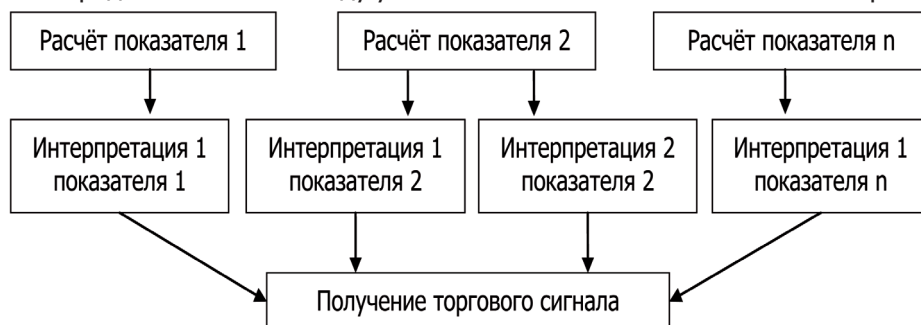 Расчёт показателя 1
Расчёт показателя 2
Расчёт показателя n
Интерпретация 1
показателя 1
Интерпретация 1
показателя 2
Интерпретация 2
показателя 2
Интерпретация 1
показателя n
Получение торгового сигнала